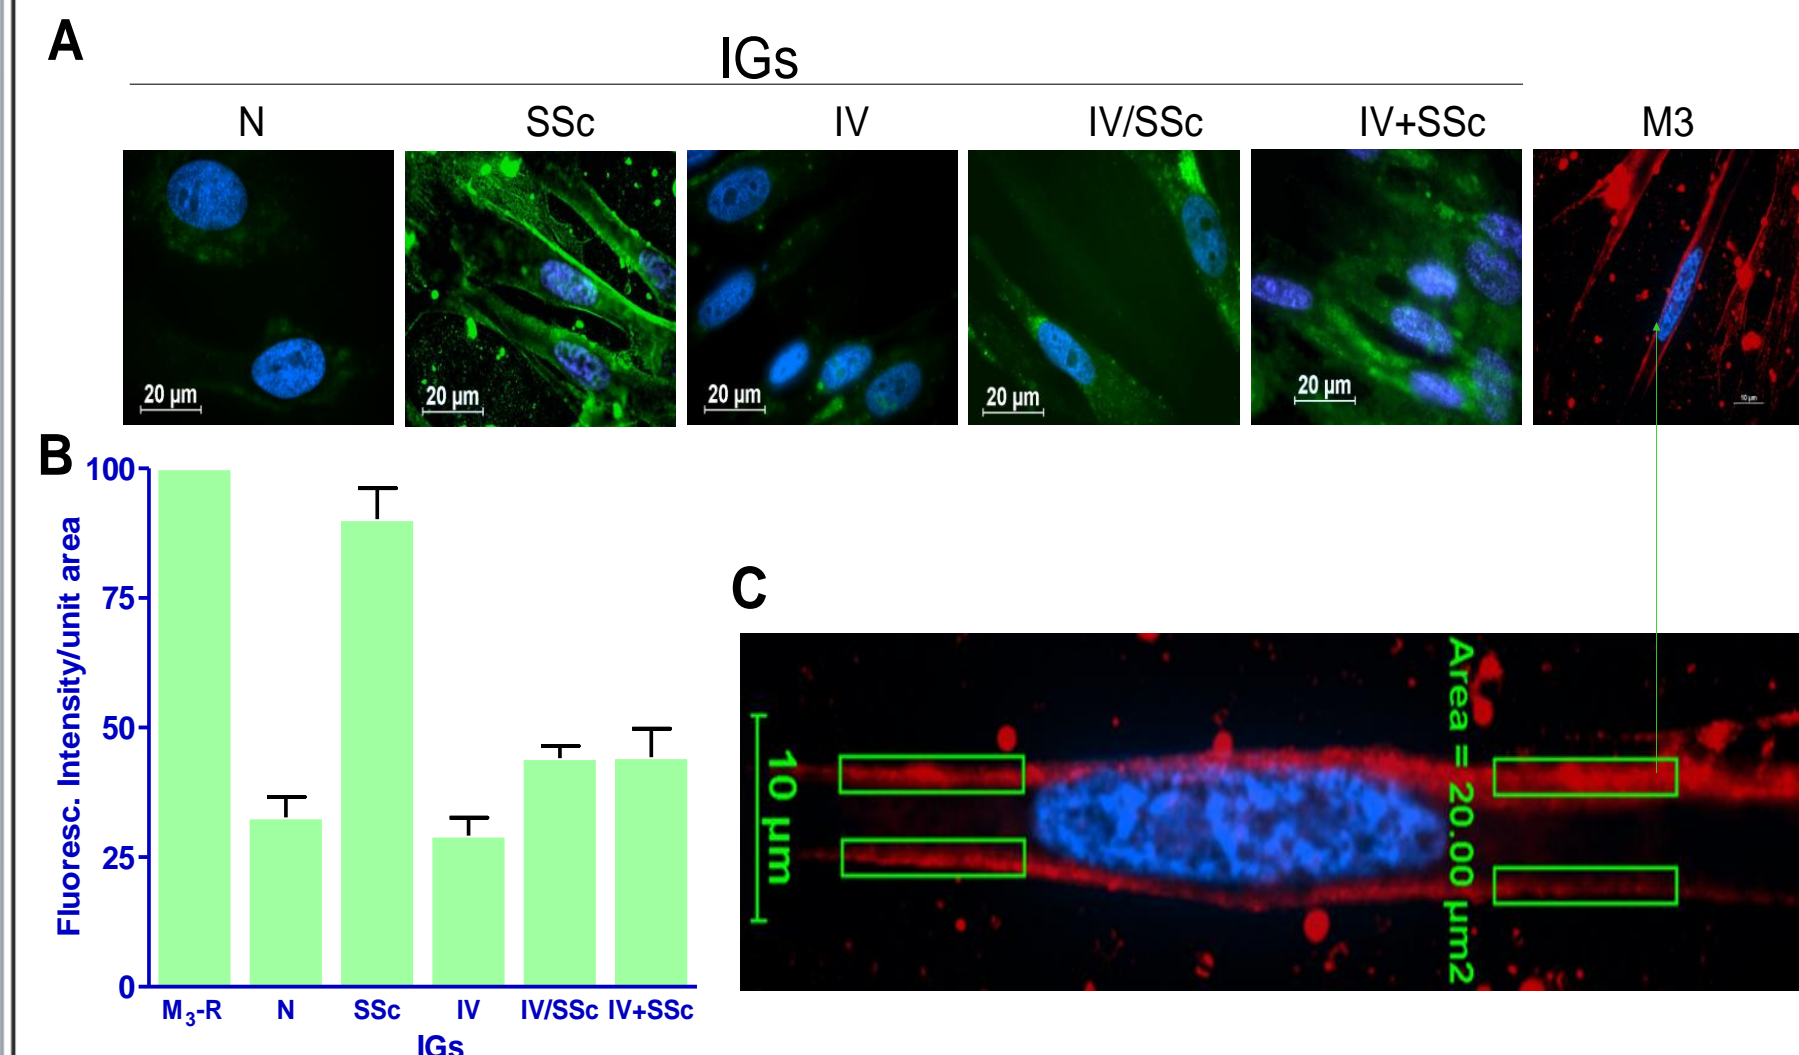 A
IGs
N SSc IV IV/SSc IV+SSc M3
20 µm 20 µm 20 µm 20 µm 20 µm 10 µm
B
100
75
50
25
0
Fluoresc. Intensity/unit area
M3-R N SSc IV IV/SSc IV+SSc
IGs
C
10 µm
Area = 20.00 µm2